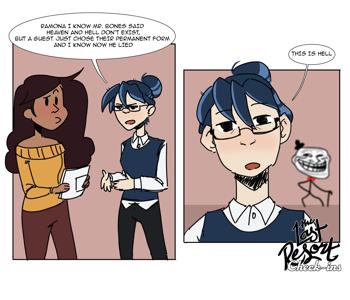 RAMONA I KNOW MR. BONES SAID
HEAVEN AND HELL DON'T EXIST,
BUT A GUEST JUST CHOSE THEIR PERMANENT FORM
AND I KNOW NOW HE LIED
THIS IS HELL
Last
Resort
Check-ins